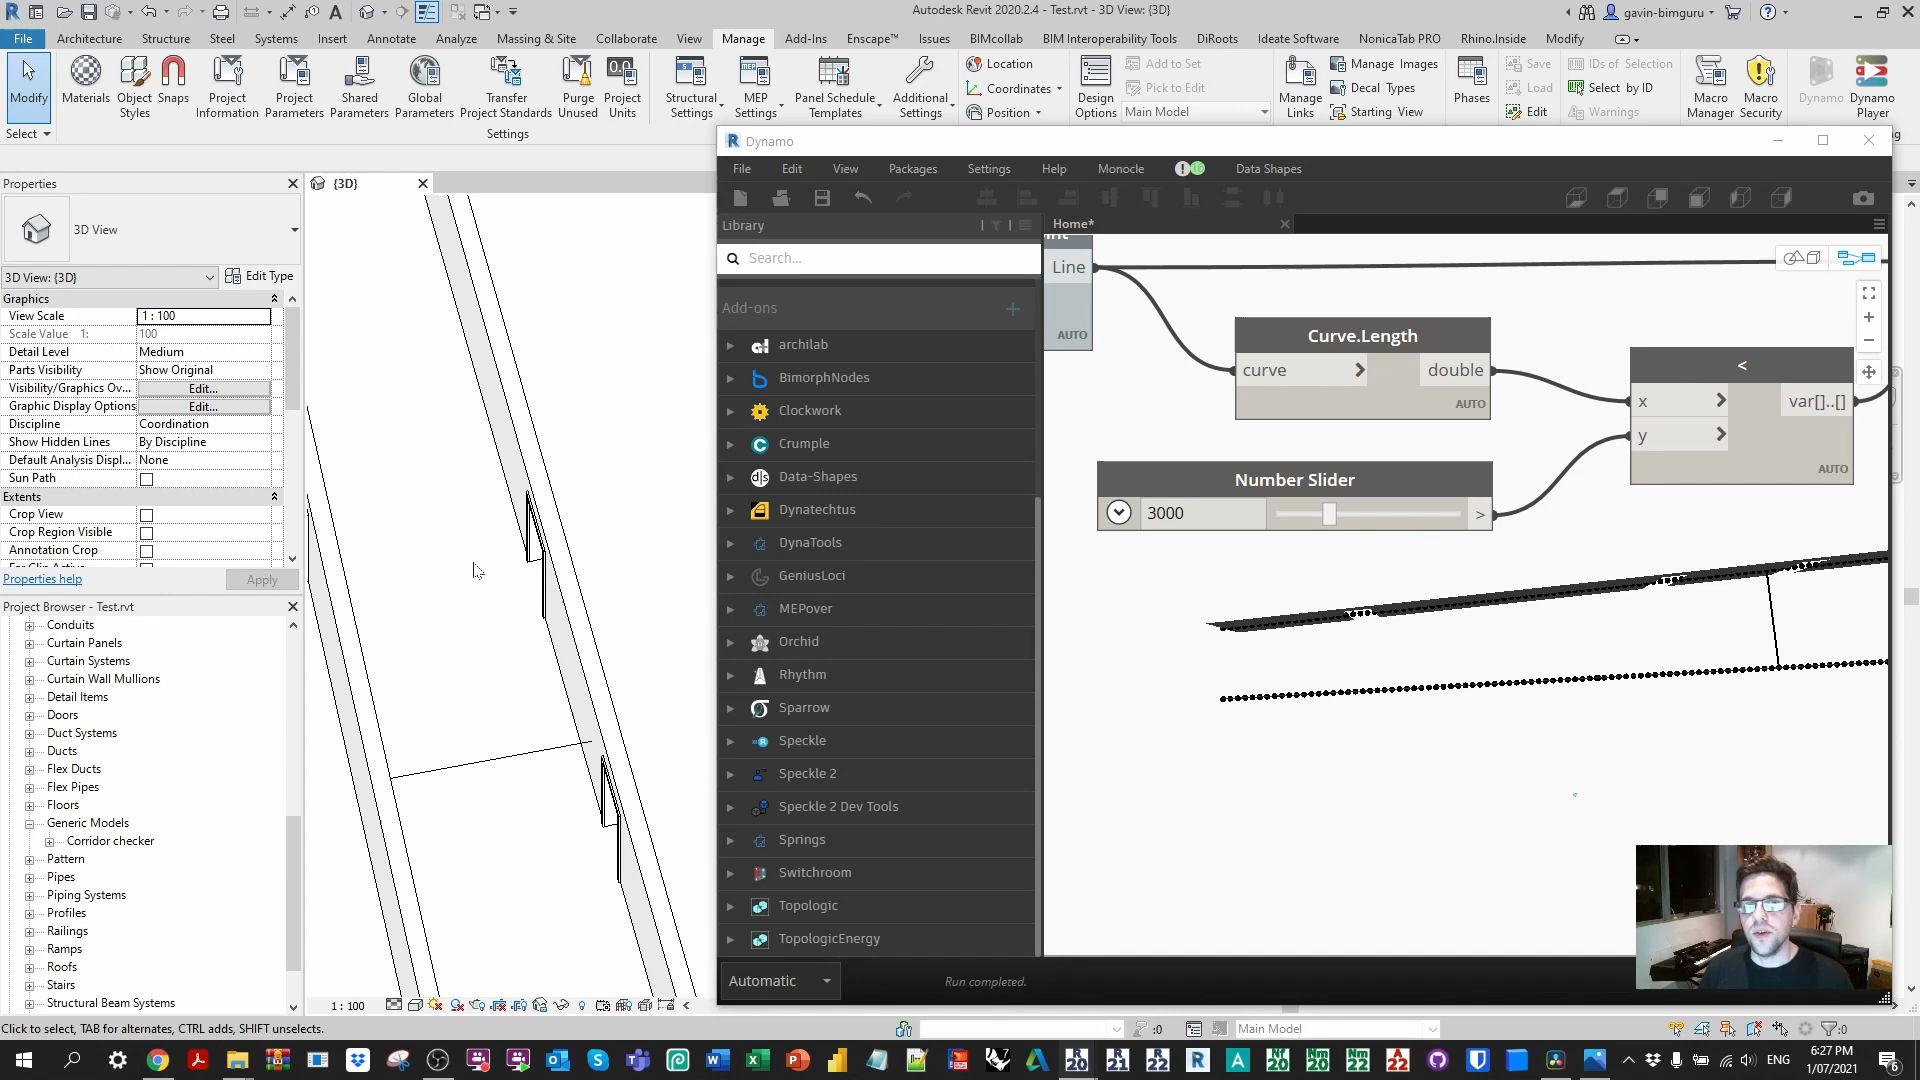 Autodesk Revit 2020.2.4 - Test.rvt - 3D View: {3D}
gavin-bimguru
File
Architecture
Structure
Steel
Systems
Insert
Annotate
Analyze
Massing & Site
Collaborate
View
Manage
Add-Ins
Enscape™
Issues
BIMcollab
BIM Interoperability Tools
DiRoots
Ideate Software
NonicaTab PRO
Rhino.Inside
Modify
Modify
Materials
Object
Styles
Snaps
Project
Information
Project
Parameters
Shared
Parameters
Global
Parameters
Transfer
Project Standards
Purge
Unused
Project
Units
Structural
Settings
MEP
Settings
Panel Schedule
Templates
Additional
Settings
Location
Coordinates
Position
Design
Options
Add to Set
Pick to Edit
Main Model
Manage
Links
Manage Images
Decal Types
Starting View
Phases
Save
Load
Edit
IDs of Selection
Select by ID
Warnings
Macro
Manager
Macro
Security
Dynamo
Dynamo
Player
Select
Settings
Properties
3D View
3D View: {3D}
Edit Type
Graphics
View Scale
1 : 100
Scale Value 1:
100
Detail Level
Medium
Parts Visibility
Show Original
Visibility/Graphics Ov...
Edit...
Graphic Display Options
Edit...
Discipline
Coordination
Show Hidden Lines
By Discipline
Default Analysis Displ...
None
Sun Path
Extents
Crop View
Crop Region Visible
Annotation Crop
Properties help
Apply
Project Browser - Test.rvt
Conduits
Curtain Panels
Curtain Systems
Curtain Wall Mullions
Detail Items
Doors
Duct Systems
Ducts
Flex Ducts
Flex Pipes
Floors
Generic Models
Corridor checker
Pattern
Pipes
Piping Systems
Profiles
Railings
Ramps
Roofs
Stairs
Structural Beam Systems
{3D}
1 : 100
Dynamo
File
Edit
View
Packages
Settings
Help
Monocle
Data Shapes
Library
Search...
Add-ons
archilab
BimorphNodes
Clockwork
Crumple
Data-Shapes
Dynatechtus
DynaTools
GeniusLoci
MEPover
Orchid
Rhythm
Sparrow
Speckle
Speckle 2
Speckle 2 Dev Tools
Springs
Switchroom
Topologic
TopologicEnergy
Automatic
Run completed.
Home*
Line
AUTO
Curve.Length
curve
double
AUTO
Number Slider
3000
>
<
x
y
var[]..[]
AUTO
Click to select, TAB for alternates, CTRL adds, SHIFT unselects.
:0
Main Model
:0
ENG
6:27 PM
1/07/2021